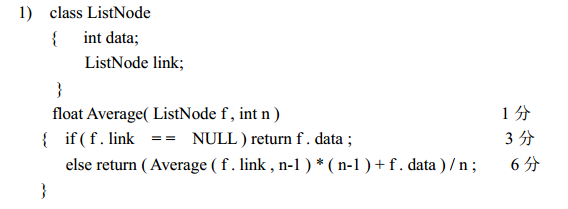 1) class ListNode
{ int data;
ListNode link;
}
float Average( ListNode f , int n ) 1 分
{ if ( f . link == NULL ) return f . data ; 3 分
else return ( Average ( f . link , n-1 ) * ( n-1 ) + f . data ) / n ; 6 分
}